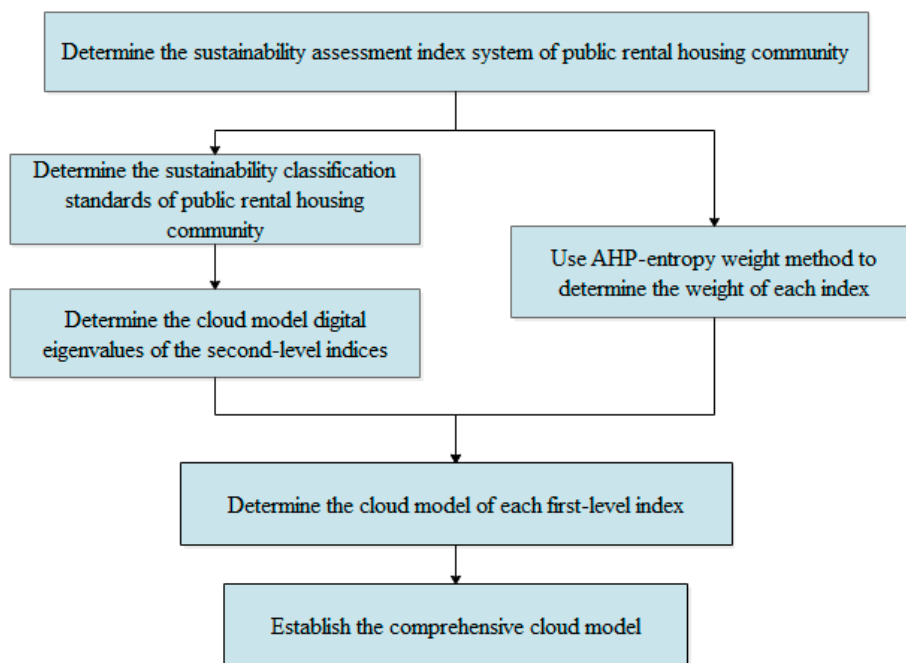 Determine the sustainability assessment index system of public rental housing community
Determine the sustainability classification
standards of public rental housing
community
Use AHP-entropy weight method to
determine the weight of each index
Determine the cloud model digital
eigenvalues of the second-level indices
Determine the cloud model of each first-level index
Establish the comprehensive cloud model